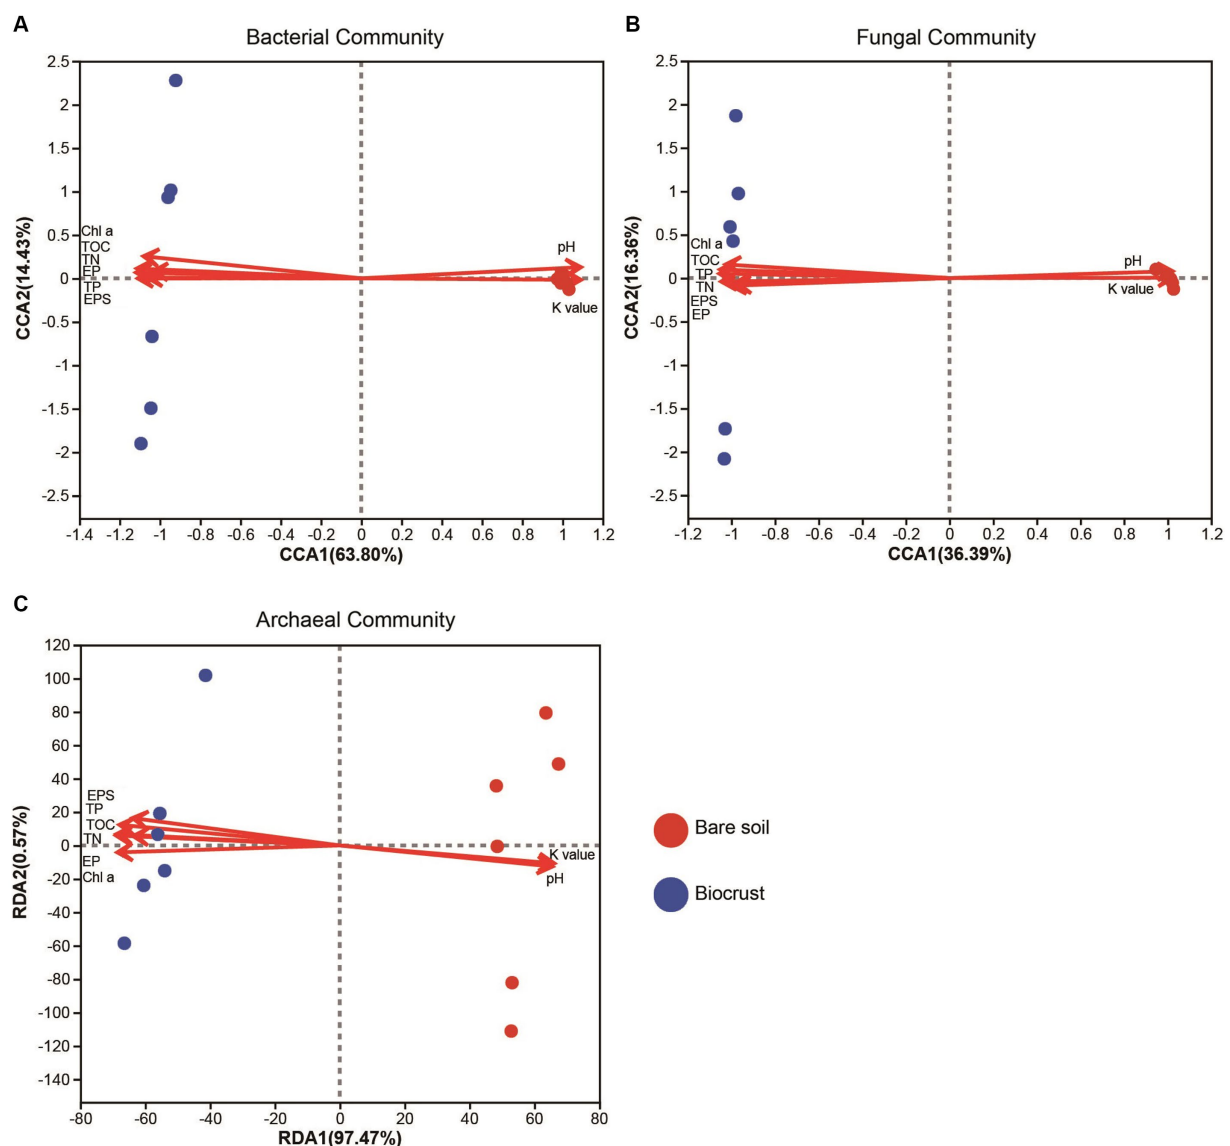 A
Bacterial Community
2.5
2
1.5
1
0.5
0
-0.5
-1
-1.5
-2
-2.5
CCA2(14.43%)
Chl a
TOC
TN
EP
TP
EPS
pH
K value
-1.4 -1.2 -1 -0.8 -0.6 -0.4 -0.2 0 0.2 0.4 0.6 0.8 1 1.2
CCA1(63.80%)
B
Fungal Community
2.5
2
1.5
1
0.5
0
-0.5
-1
-1.5
-2
-2.5
CCA2(16.36%)
Chl a
TOC
TP
TN
EPS
EP
pH
K value
-1.2 -1 -0.8 -0.6 -0.4 -0.2 0 0.2 0.4 0.6 0.8 1 1.2
CCA1(36.39%)
C
Archaeal Community
120
100
80
60
40
20
0
-20
-40
-60
-80
-100
-120
-140
RDA2(0.57%)
EPS
TP
TOC
TN
EP
Chl a
K value
pH
-80 -60 -40 -20 0 20 40 60 80
RDA1(97.47%)
Bare soil
Biocrust